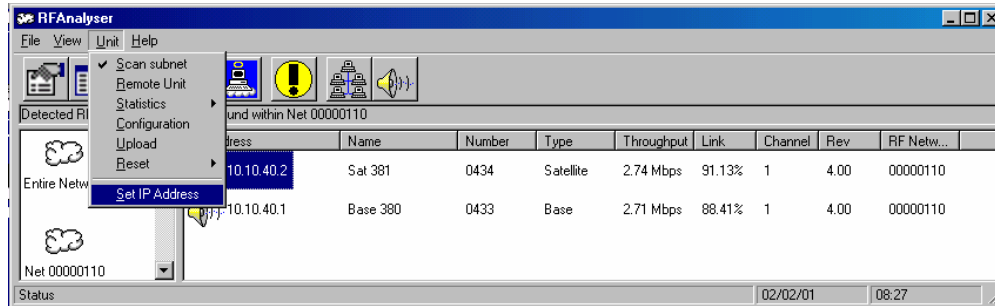 RFAnalyser
File View Unit Help
Scan subnet
Remote Unit
Statistics
Configuration
Upload
Reset
Set IP Address
Detected RF
und within Net 00000110
dress Name Number Type Throughput Link Channel Rev RF Netw...
10.10.40.2 Sat 381 0434 Satellite 2.74 Mbps 91.13% 1 4.00 00000110
10.10.40.1 Base 380 0433 Base 2.71 Mbps 88.41% 1 4.00 00000110
Entire Netw
Net 00000110
Status 02/02/01 08:27